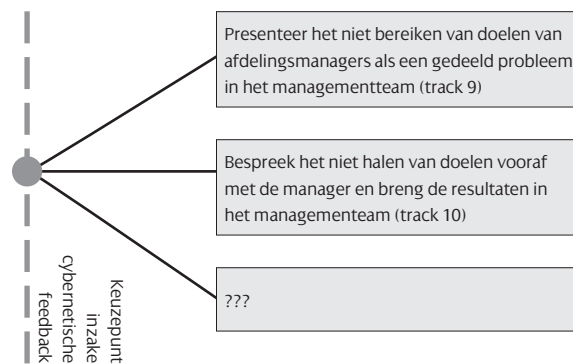 Presenteer het niet bereiken van doelen van
afdelingsmanagers als een gedeeld probleem
in het managementteam (track 9)
Bespreek het niet halen van doelen vooraf
met de manager en breng de resultaten in
het managementeam (track 10)
???
Keuzepunt
inzake
cybernetische
feedback